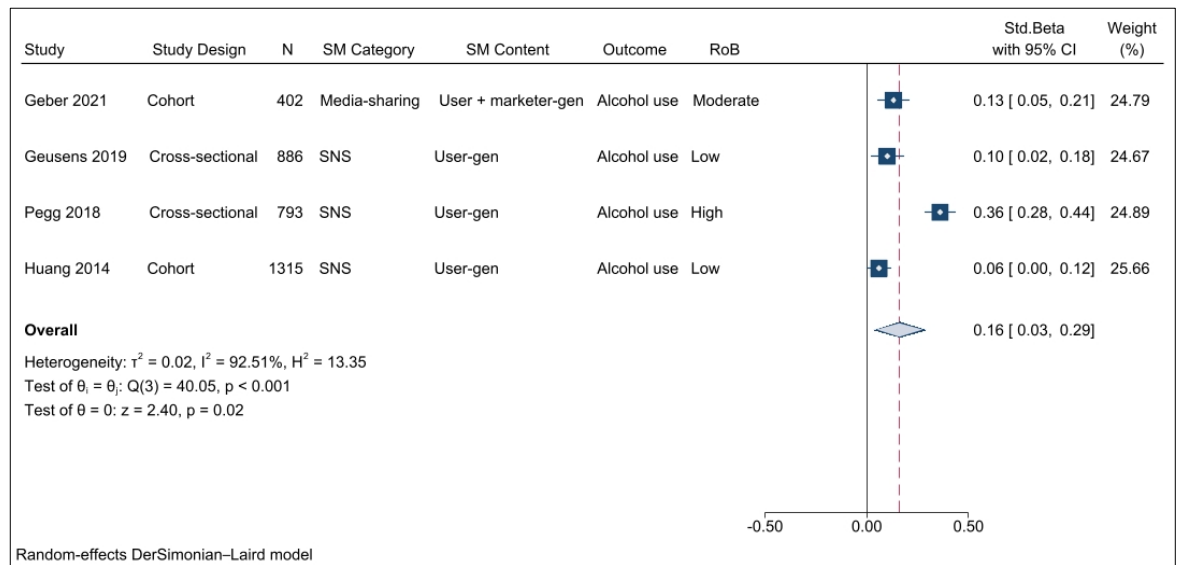 Std.Beta Weight
Study Study Design N SM Category SM Content Outcome RoB with 95% CI (%)
Geber 2021 Cohort 402 Media-sharing User + marketer-gen Alcohol use Moderate 0.13 [ 0.05, 0.21] 24.79
Geusens 2019 Cross-sectional 886 SNS User-gen Alcohol use Low 0.10 [ 0.02, 0.18] 24.67
Pegg 2018 Cross-sectional 793 SNS User-gen Alcohol use High 0.36 [ 0.28, 0.44] 24.89
Huang 2014 Cohort 1315 SNS User-gen Alcohol use Low 0.06 [ 0.00, 0.12] 25.66
Overall 0.16 [ 0.03, 0.29]
Heterogeneity: τ² = 0.02, I² = 92.51%, H² = 13.35
Test of θᵢ = θⱼ: Q(3) = 40.05, p < 0.001
Test of θ = 0: z = 2.40, p = 0.02
-0.50 0.00 0.50
Random-effects DerSimonian–Laird model